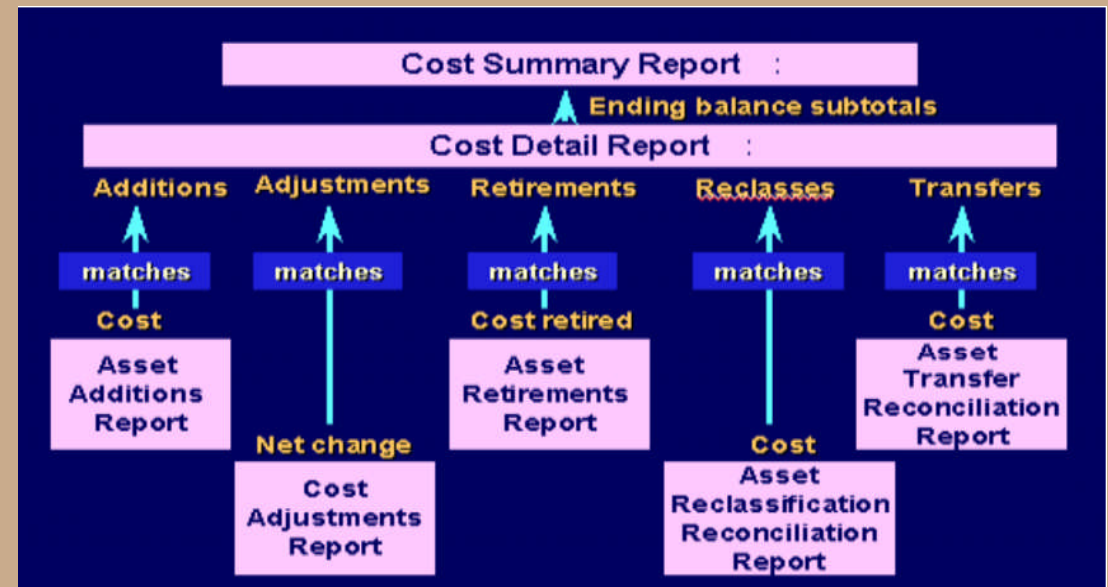 Cost Summary Report :
Ending balance subtotals
Cost Detail Report :
Additions Adjustments Retirements Reclasses Transfers
matches matches matches matches matches
Cost Cost retired Cost
Asset
Additions
Report
Asset
Retirements
Report
Asset
Transfer
Reconciliation
Report
Net change Cost
Cost
Adjustments
Report
Asset
Reclassification
Reconciliation
Report